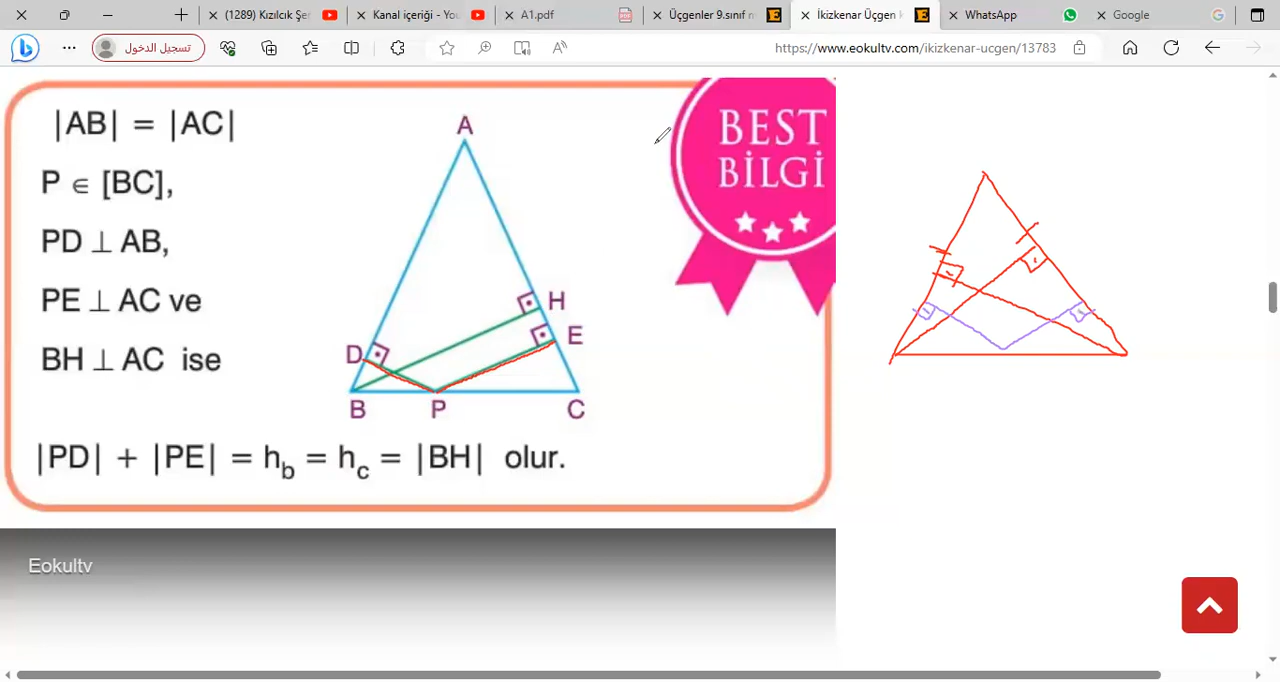 (1289) Kızılcık Şer
Kanal içeriği - You
A1.pdf
Üçgenler 9.sınıf m
İkizkenar Üçgen k
WhatsApp
Google
تسجيل الدخول
https://www.eokultv.com/ikizkenar-ucgen/13783
|AB| = |AC|
P ∈ [BC],
PD ⊥ AB,
PE ⊥ AC ve
BH ⊥ AC ise
|PD| + |PE| = h_b = h_c = |BH| olur.
A
H
E
D
B
P
C
BEST
BİLGİ
Eokultv